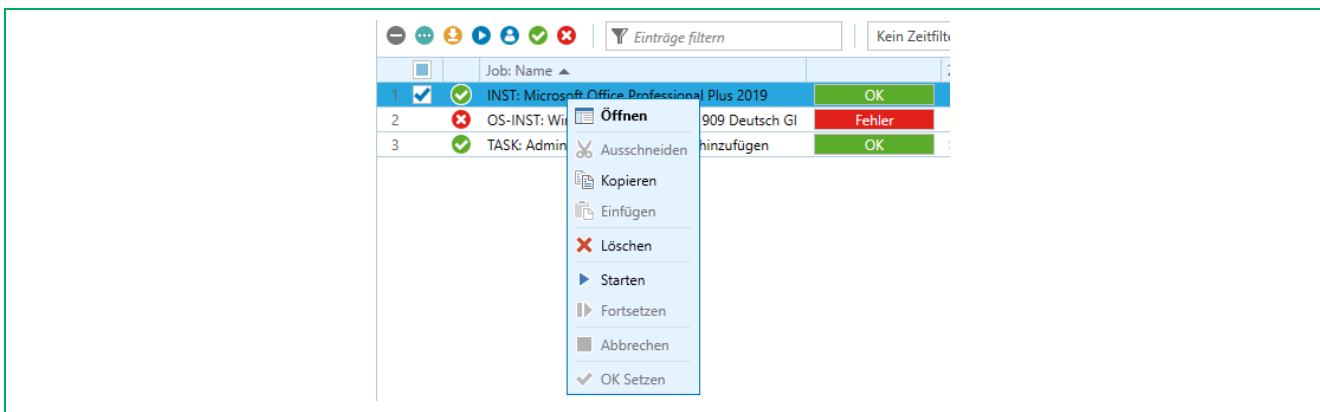 Einträge filtern Kein Zeitfilte
Job: Name
1 INST: Microsoft Office Professional Plus 2019 OK
2 OS-INST: Wi 909 Deutsch GI Fehler
3 TASK: Admin hinzufügen OK
Öffnen
Ausschneiden
Kopieren
Einfügen
Löschen
Starten
Fortsetzen
Abbrechen
OK Setzen